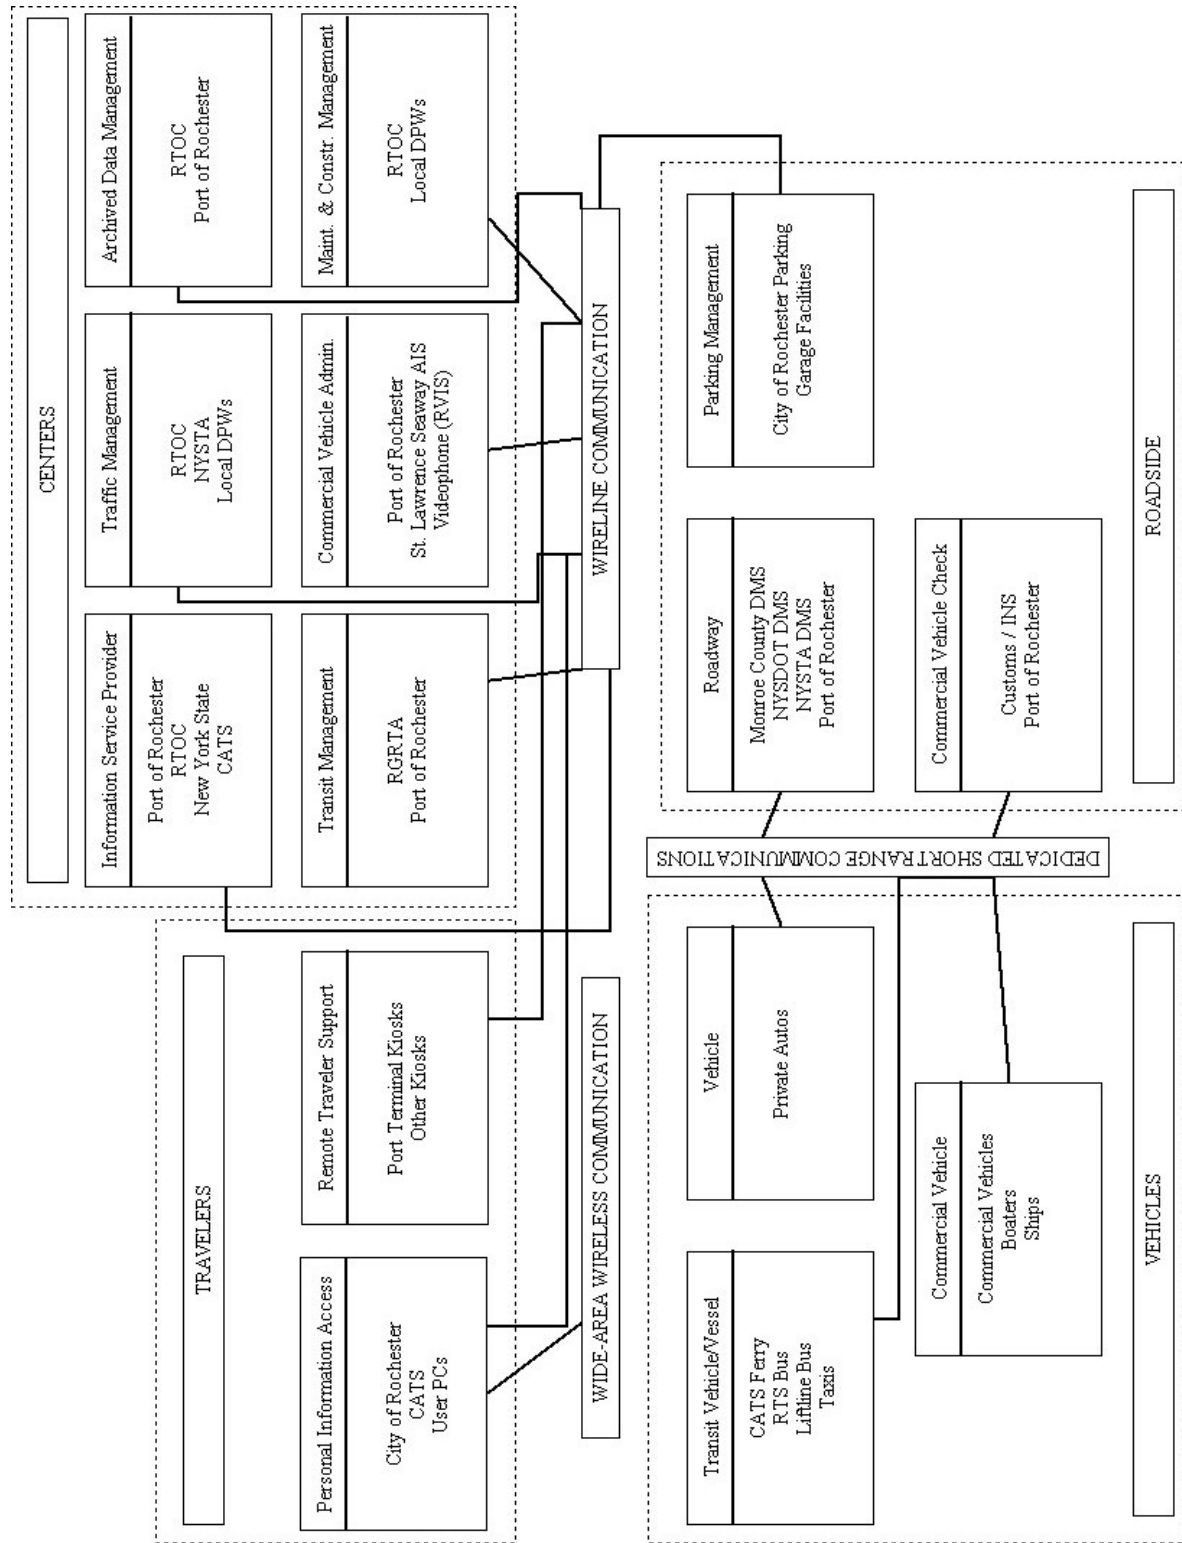 TRAVELERS
Personal Information Access
City of Rochester
CATS
User PCs
Remote Traveler Support
Port Terminal Kiosks
Other Kiosks
CENTERS
Information Service Provider
Port of Rochester
RTOC
New York State
CATS
Traffic Management
RTOC
NYSTA
Local DPWs
Archived Data Management
RTOC
Port of Rochester
Transit Management
RGRTA
Port of Rochester
Commercial Vehicle Admin.
Port of Rochester
St. Lawrence Seaway AIS
Videophone (RVIS)
Maint. & Constr. Management
RTOC
Local DPWs
WIDE-AREA WIRELESS COMMUNICATION
WIRELINE COMMUNICATION
Transit Vehicle/Vessel
CATS Ferry
RTS Bus
Liftline Bus
Taxis
Vehicle
Private Autos
Commercial Vehicle
Commercial Vehicles
Boaters
Ships
VEHICLES
DEDICATED SHORT RANGE COMMUNICATIONS
Roadway
Monroe County DMS
NYSDOT DMS
NYSTA DMS
Port of Rochester
Parking Management
City of Rochester Parking
Garage Facilities
Commercial Vehicle Check
Customs / INS
Port of Rochester
ROADSIDE